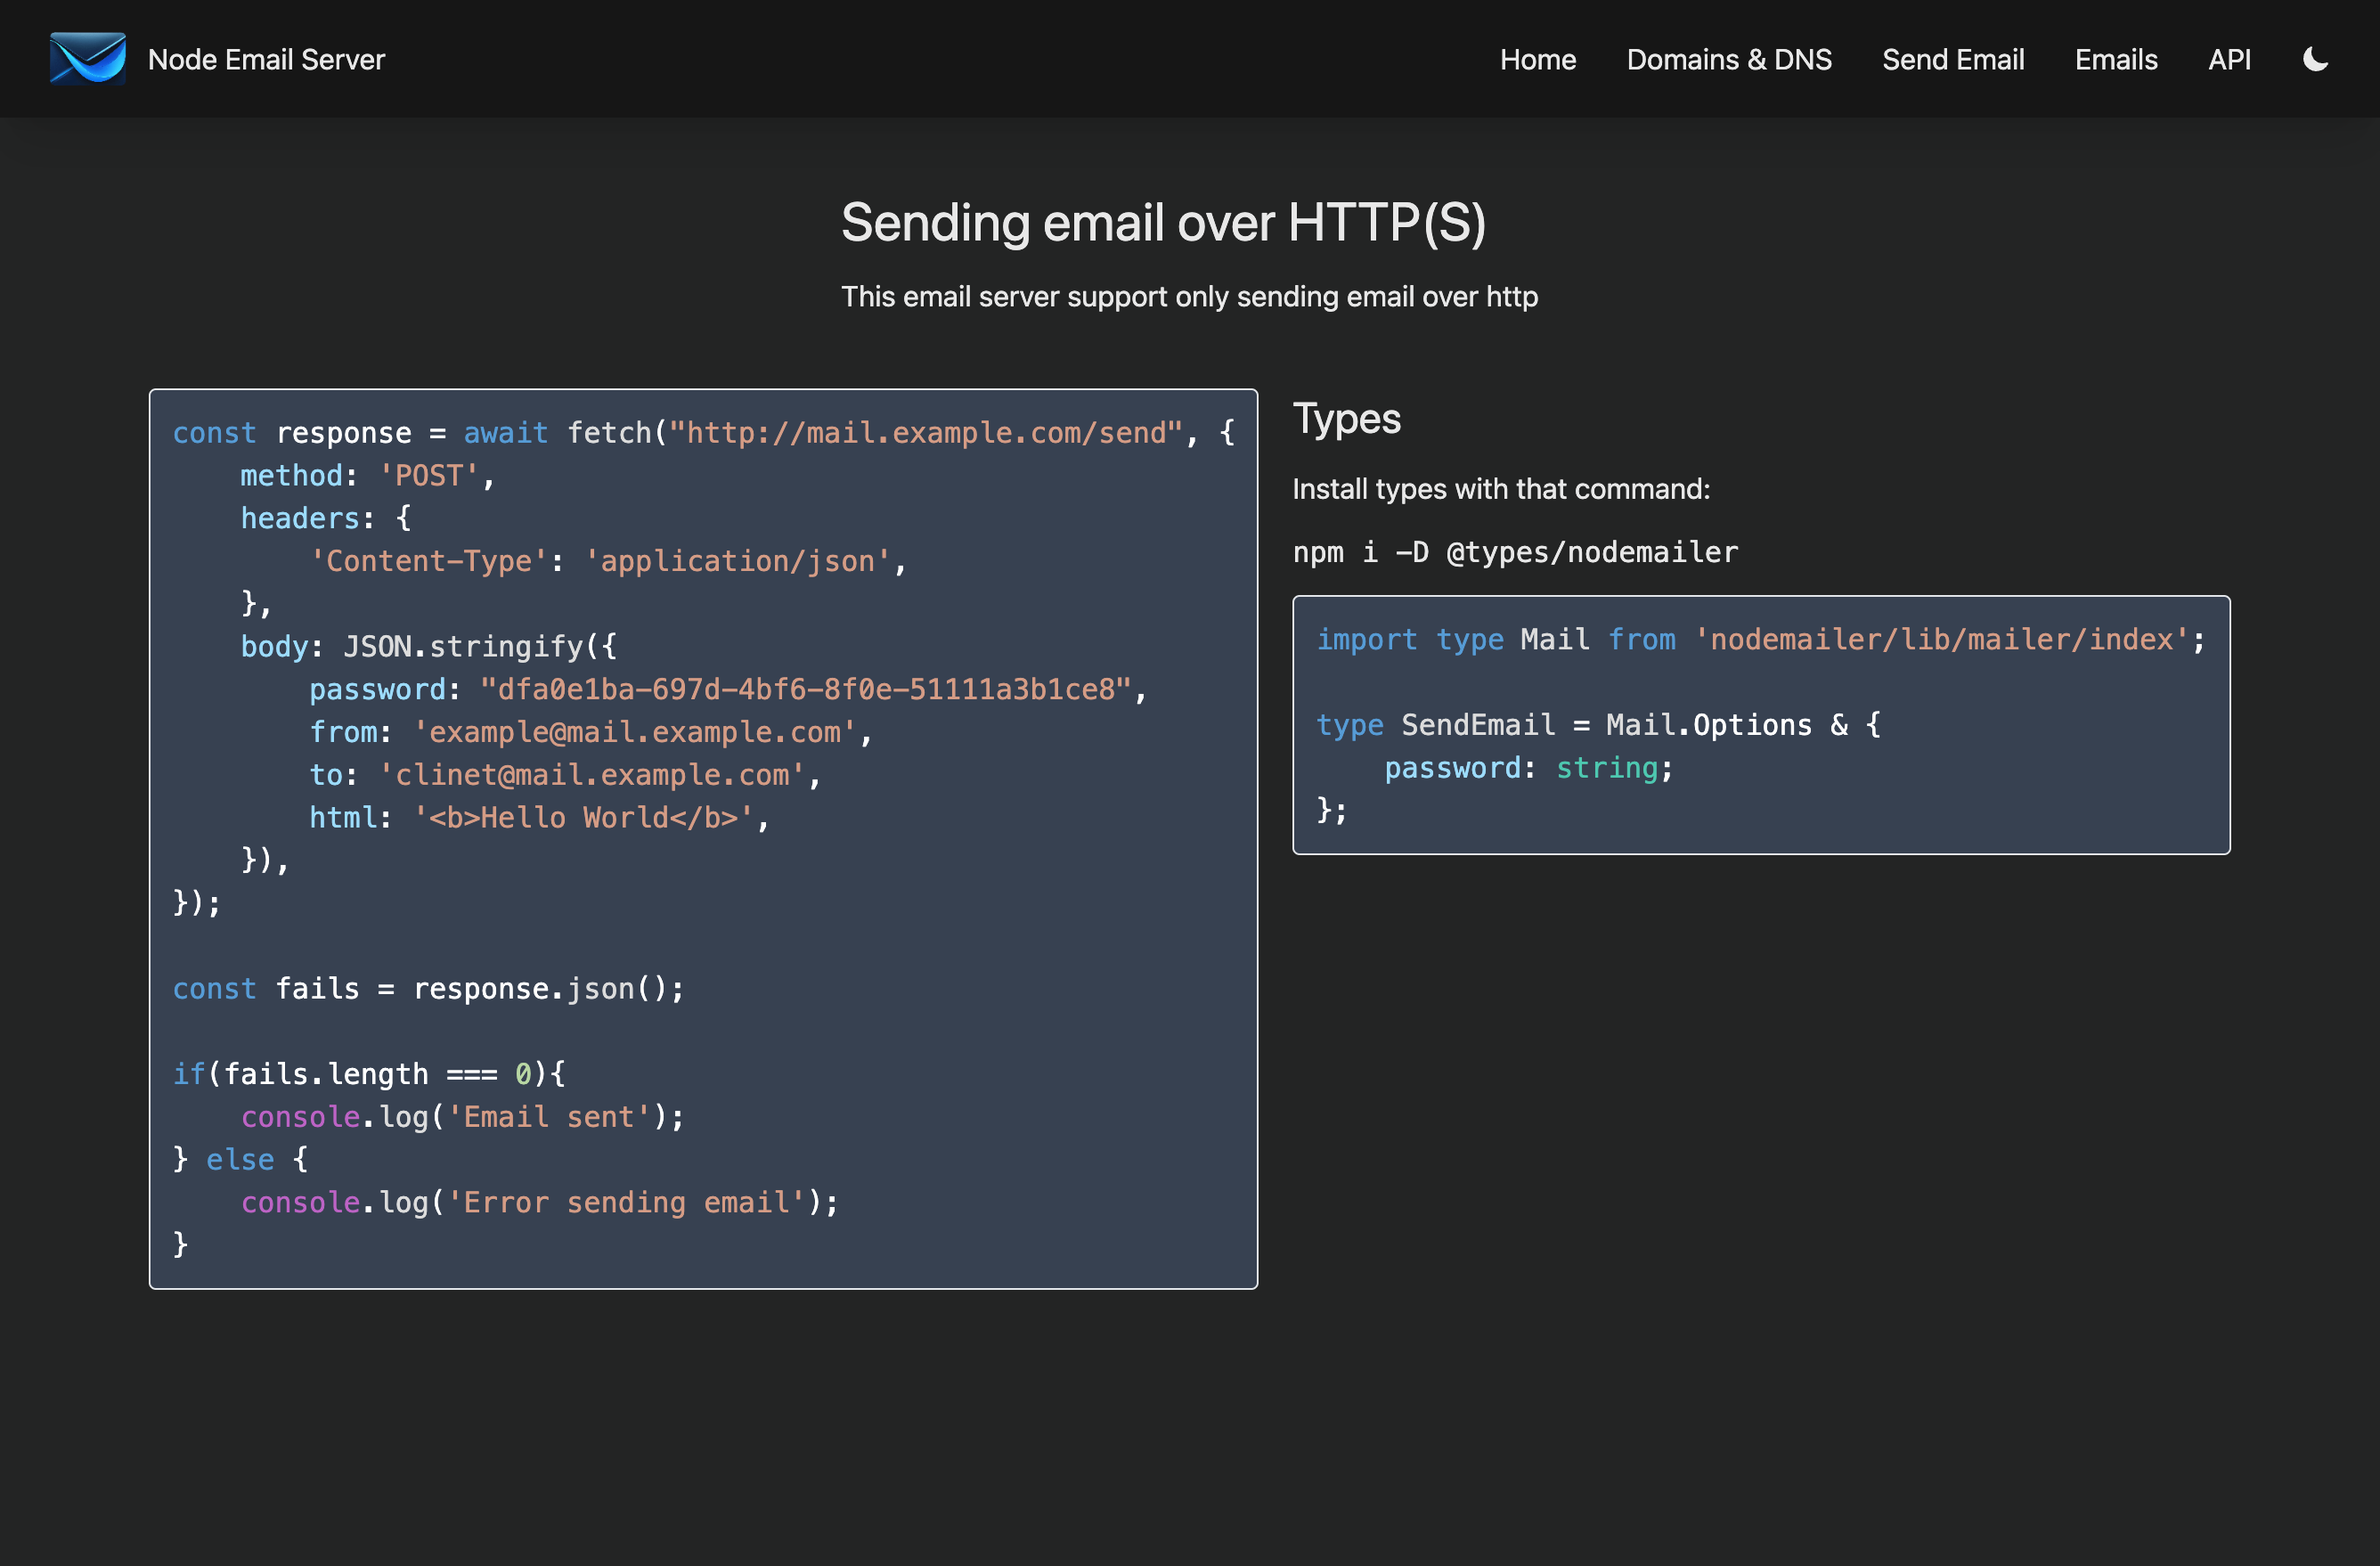 Node Email Server
Home
Domains & DNS
Send Email
Emails
API
Sending email over HTTP(S)
This email server support only sending email over http
const response = await fetch("http://mail.example.com/send", {
    method: 'POST',
    headers: {
        'Content-Type': 'application/json',
    },
    body: JSON.stringify({
        password: "dfa0e1ba-697d-4bf6-8f0e-51111a3b1ce8",
        from: 'example@mail.example.com',
        to: 'clinet@mail.example.com',
        html: '<b>Hello World</b>',
    }),
});
const fails = response.json();
if(fails.length === 0){
    console.log('Email sent');
} else {
    console.log('Error sending email');
}
Types
Install types with that command:
npm i -D @types/nodemailer
import type Mail from 'nodemailer/lib/mailer/index';
type SendEmail = Mail.Options & {
    password: string;
};